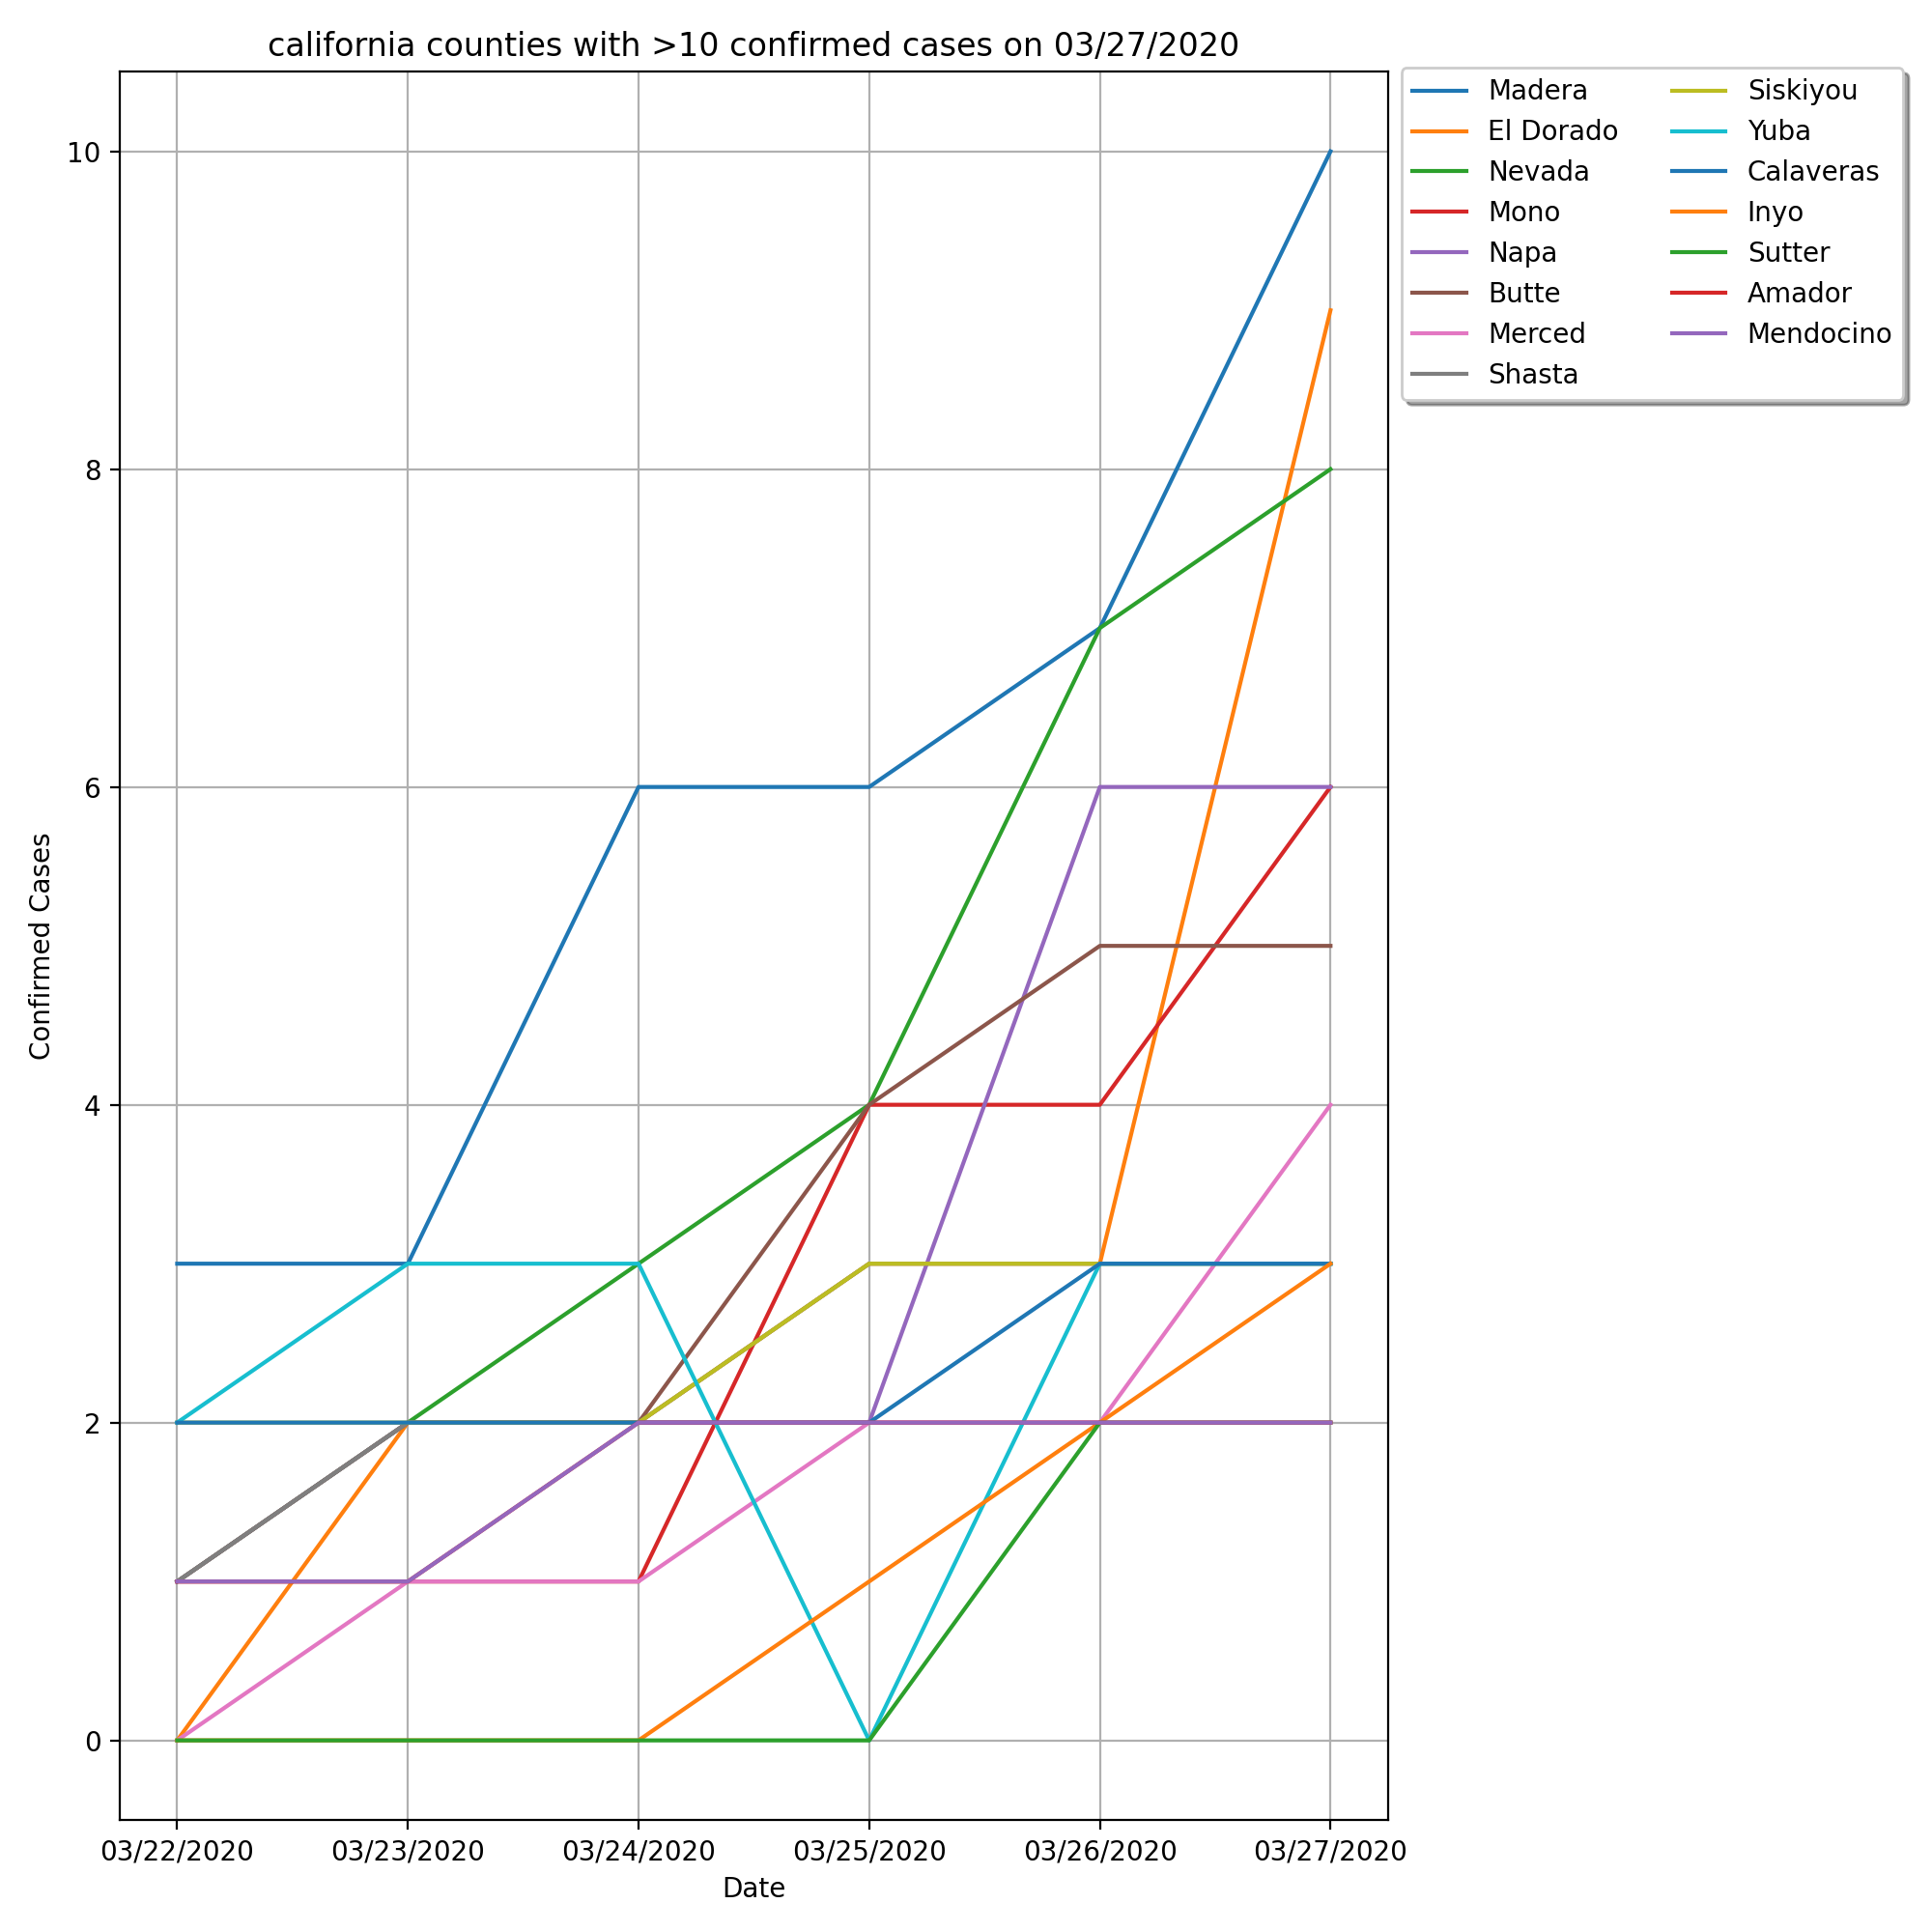 california counties with >10 confirmed cases on 03/27/2020
Madera
El Dorado
Nevada
Mono
Napa
Butte
Merced
Shasta
Siskiyou
Yuba
Calaveras
Inyo
Sutter
Amador
Mendocino
10
8
6
4
2
0
Confirmed Cases
03/22/2020 03/23/2020 03/24/2020 03/25/2020 03/26/2020 03/27/2020
Date